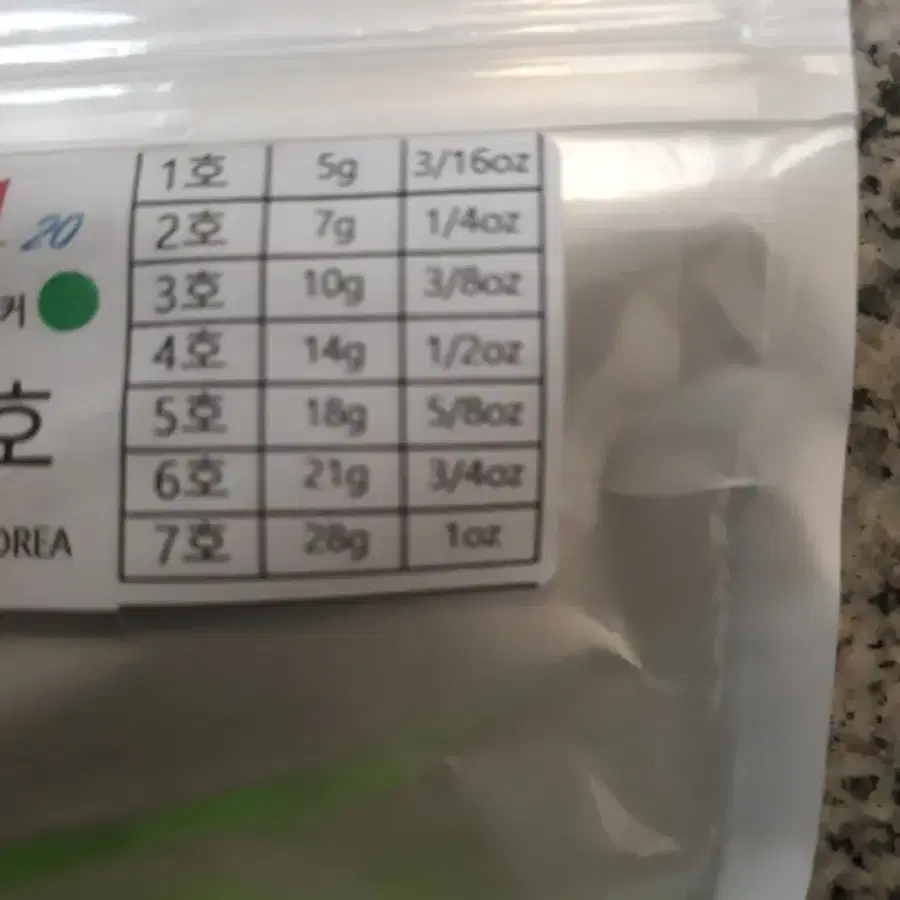 1호 5g 3/16oz
20 2호 7g 1/4oz
커 3호 10g 3/8oz
4호 14g 1/2oz
호 5호 18g 5/8oz
6호 21g 3/4oz
OREA 7호 28g 1oz